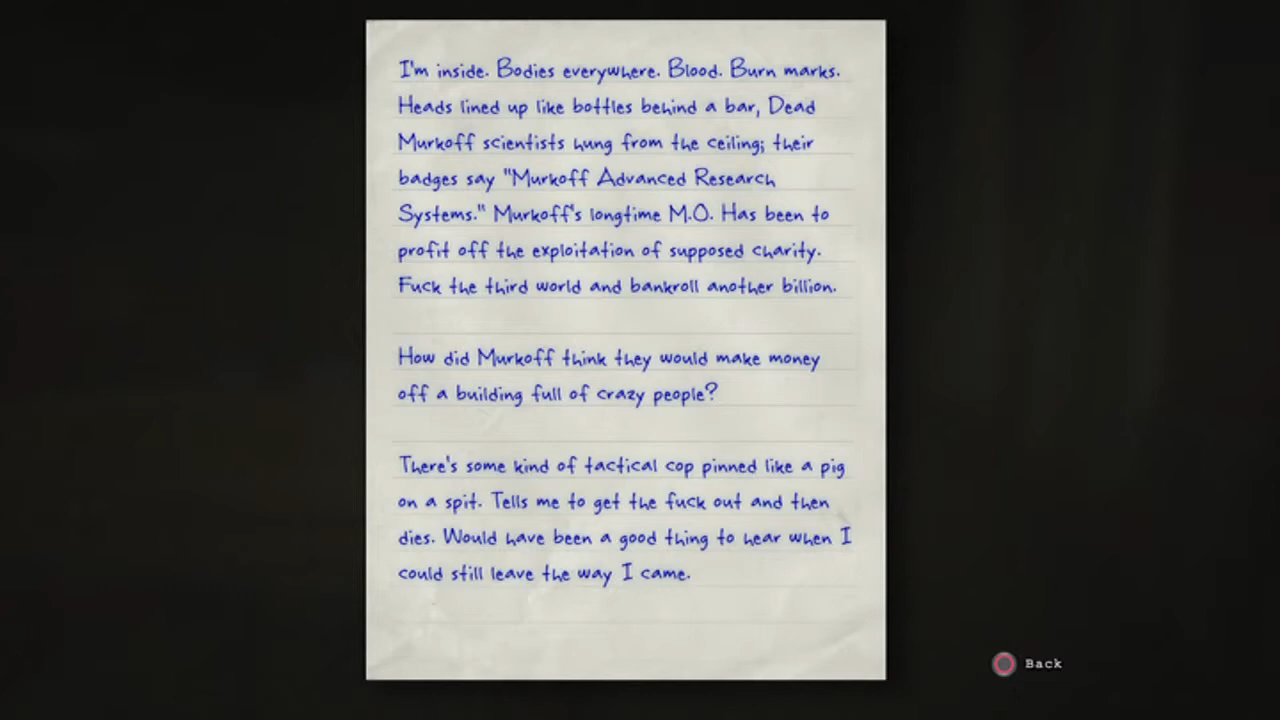 I'm inside. Bodies everywhere. Blood. Burn marks.
Heads lined up like bottles behind a bar, Dead
Murkoff scientists hung from the ceiling; their
badges say "Murkoff Advanced Research
Systems." Murkoff's longtime M.O. Has been to
profit off the exploitation of supposed charity.
Fuck the third world and bankroll another billion.
How did Murkoff think they would make money
off a building full of crazy people?
There's some kind of tactical cop pinned like a pig
on a spit. Tells me to get the fuck out and then
dies. Would have been a good thing to hear when I
could still leave the way I came.
Back